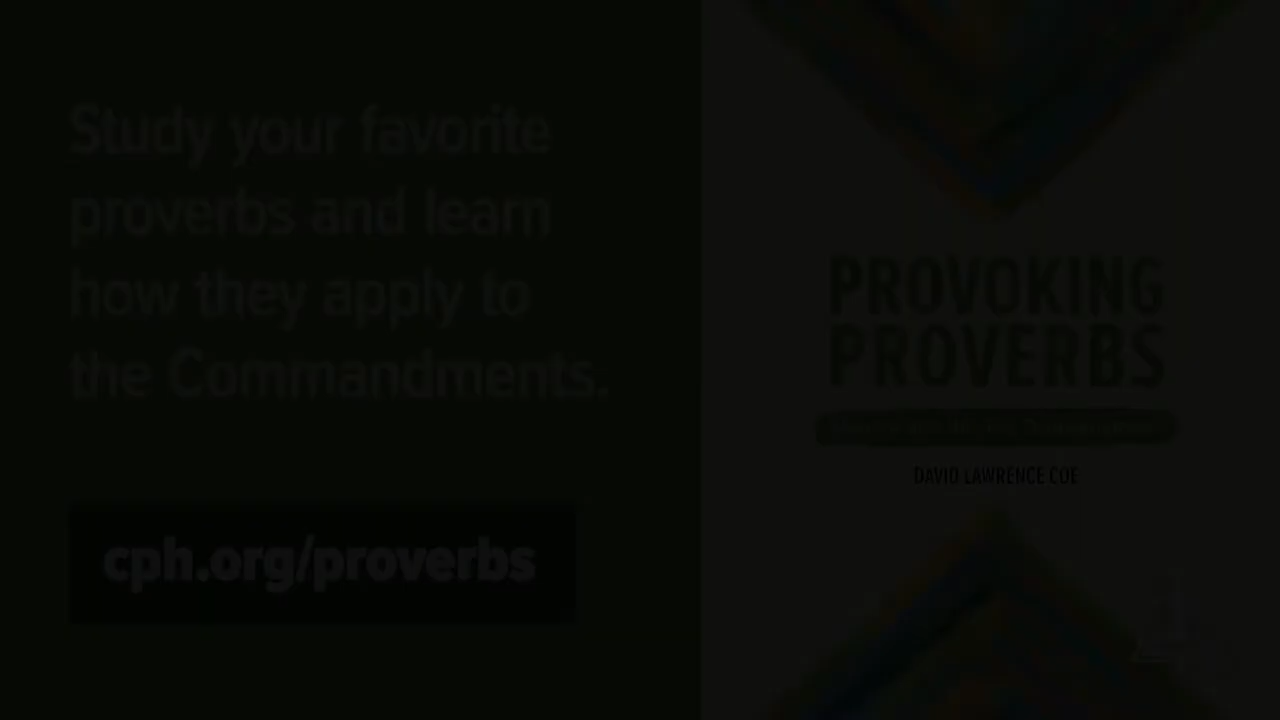 Study your favorite
proverbs and learn
how they apply to
the Commandments.
cph.org/proverbs
PROVOKING
PROVERBS
DAVID LAWRENCE COE